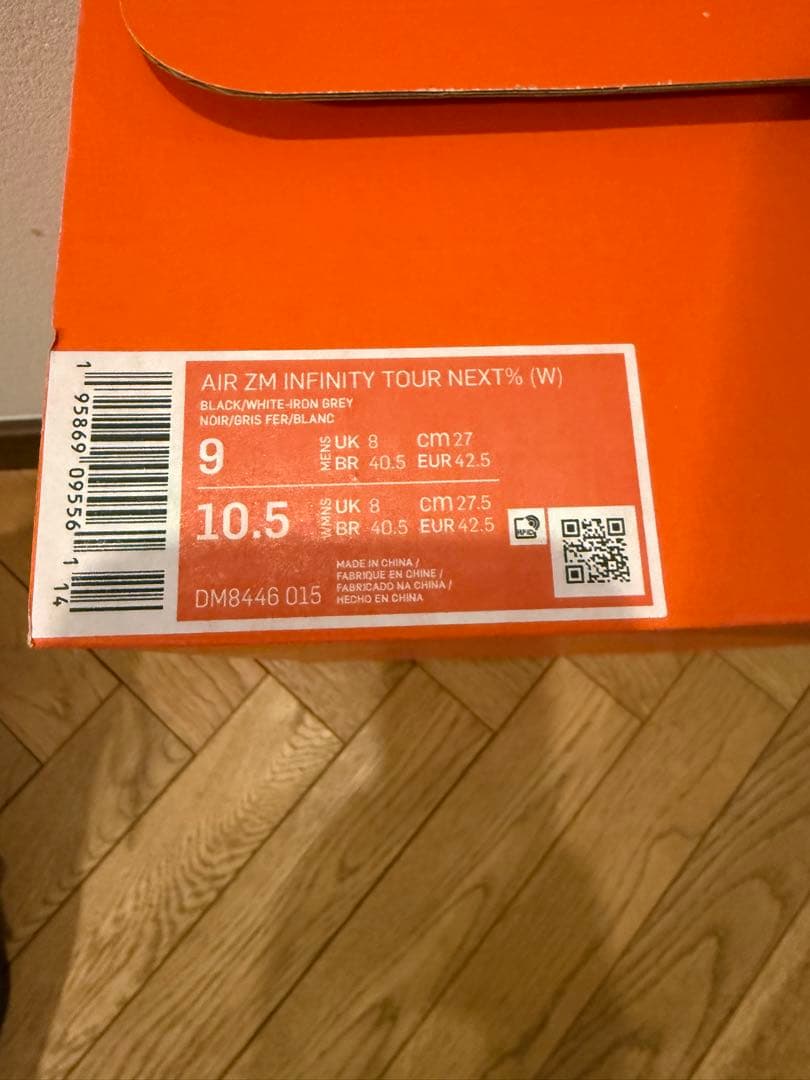 AIR ZM INFINITY TOUR NEXT% (W)
BLACK/WHITE-IRON GREY
NOIR/GRIS FER/BLANC
9 MENS UK 8 cm 27
BR 40.5 EUR 42.5
10.5 WMNS UK 8 cm 27.5
BR 40.5 EUR 42.5
DM8446 015
MADE IN CHINA /
FABRIQUE EN CHINE /
FABRICADO NA CHINA /
HECHO EN CHINA
1 95869 09556 1 14